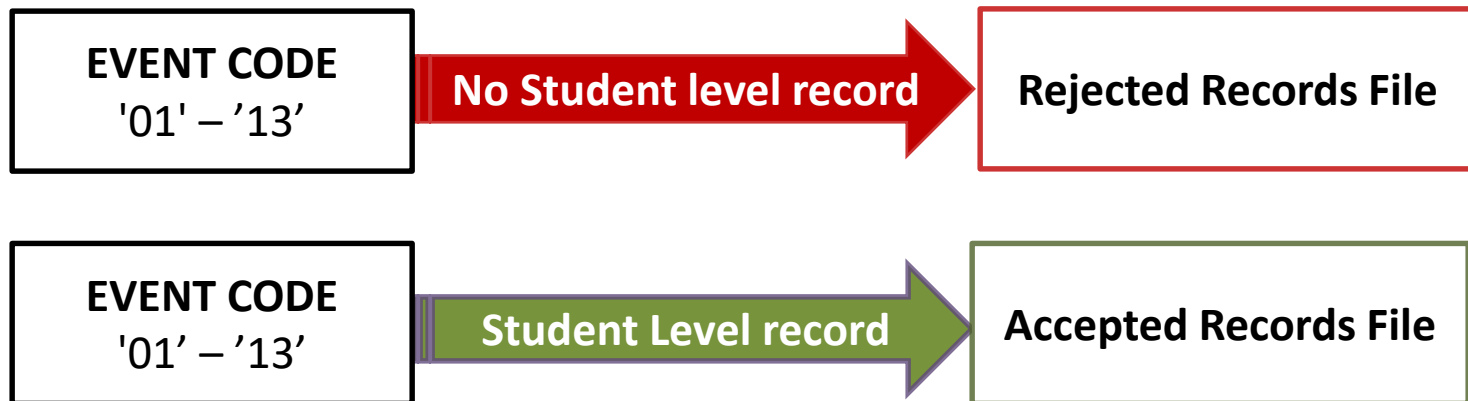 EVENT CODE
'01' – ’13’
No Student level record
Rejected Records File
EVENT CODE
'01’ – ’13’
Student Level record
Accepted Records File